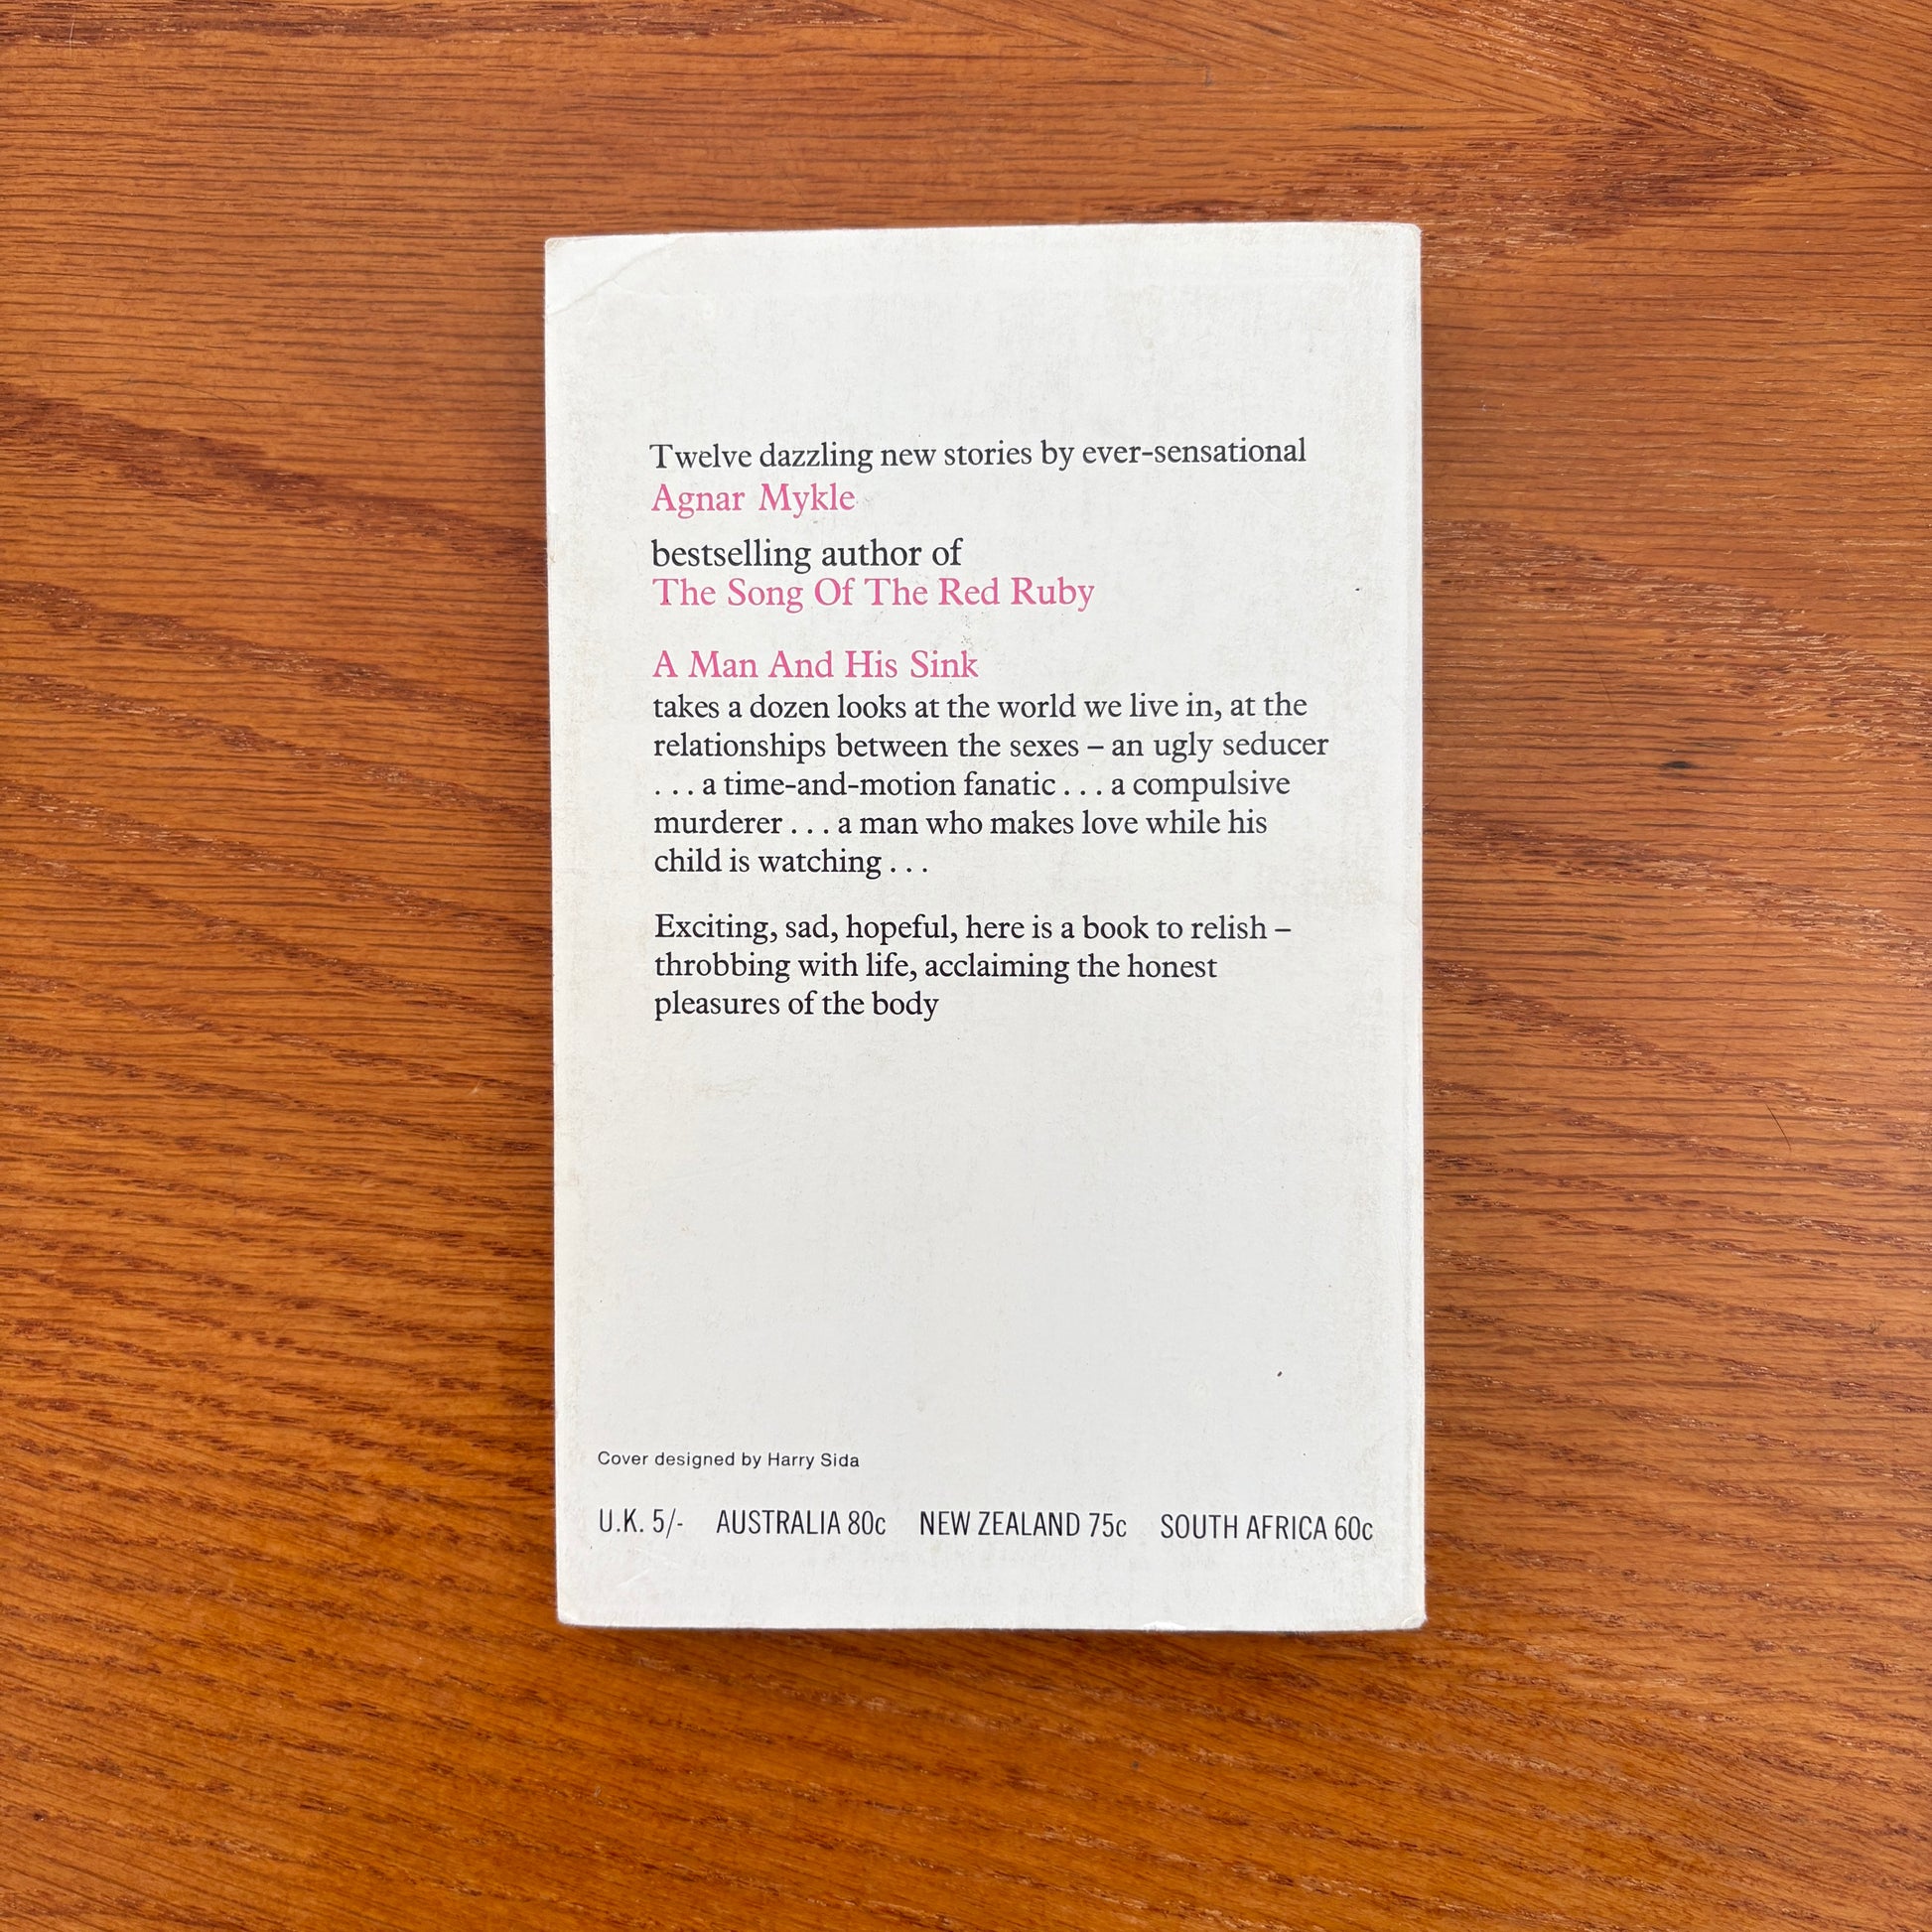 Twelve dazzling new stories by ever-sensational
Agnar Mykle
bestselling author of
The Song Of The Red Ruby
A Man And His Sink
takes a dozen looks at the world we live in, at the
relationships between the sexes – an ugly seducer
. . . a time-and-motion fanatic . . . a compulsive
murderer . . . a man who makes love while his
child is watching . . .
Exciting, sad, hopeful, here is a book to relish –
throbbing with life, acclaiming the honest
pleasures of the body
Cover designed by Harry Sida
U.K. 5/- AUSTRALIA 80c NEW ZEALAND 75c SOUTH AFRICA 60c